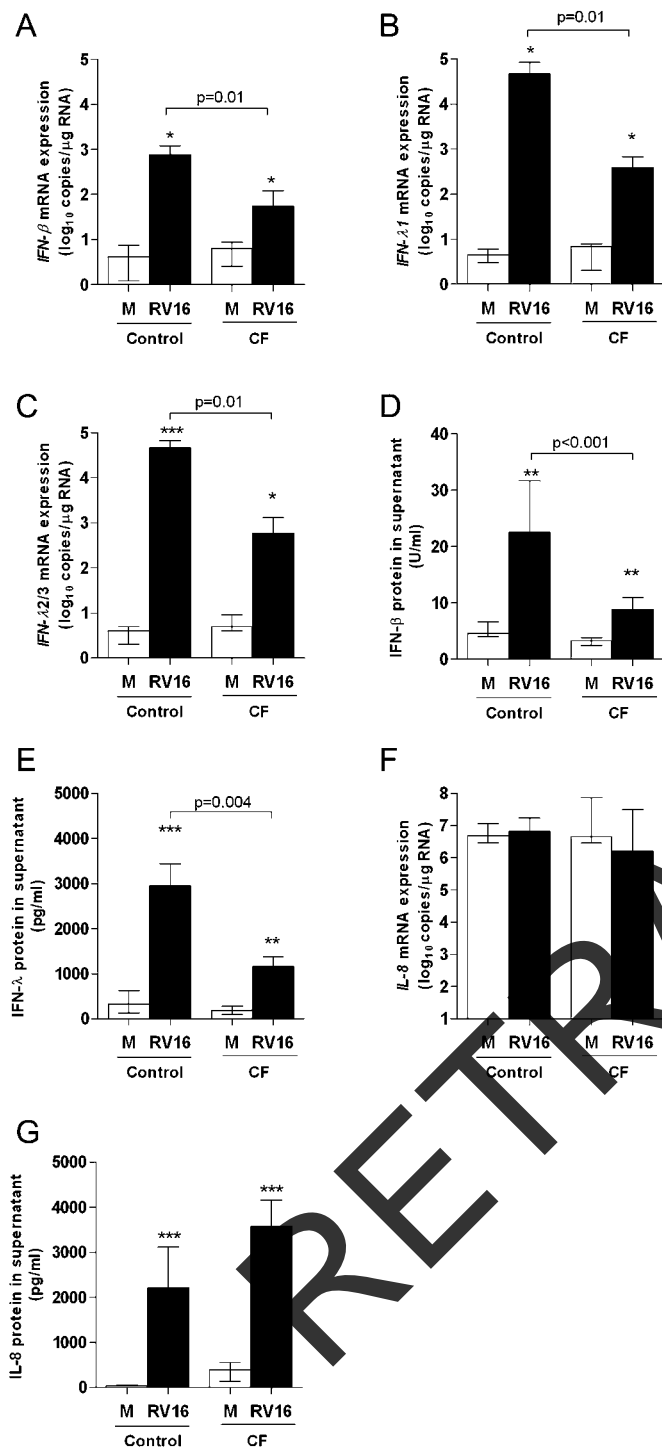 A
IFN-β mRNA expression
(log10 copies/μg RNA)
5
4
3
2
1
0
p=0.01
*
*
M RV16 M RV16
Control CF
B
IFN-λ1 mRNA expression
(log10 copies/μg RNA)
5
4
3
2
1
0
p=0.01
*
*
M RV16 M RV16
Control CF
C
IFN-λ2/3 mRNA expression
(log10 copies/μg RNA)
5
4
3
2
1
0
p=0.01
***
*
M RV16 M RV16
Control CF
D
IFN-β protein in supernatant
(U/ml)
40
30
20
10
0
p<0.001
**
**
M RV16 M RV16
Control CF
E
IFN-λ protein in supernatant
(pg/ml)
5000
4000
3000
2000
1000
0
p=0.004
***
**
M RV16 M RV16
Control CF
F
IL-8 mRNA expression
(log10 copies/μg RNA)
8
7
6
5
4
3
2
1
M RV16 M RV16
Control CF
G
IL-8 protein in supernatant
(pg/ml)
5000
4000
3000
2000
1000
0
***
***
M RV16 M RV16
Control CF
RETR